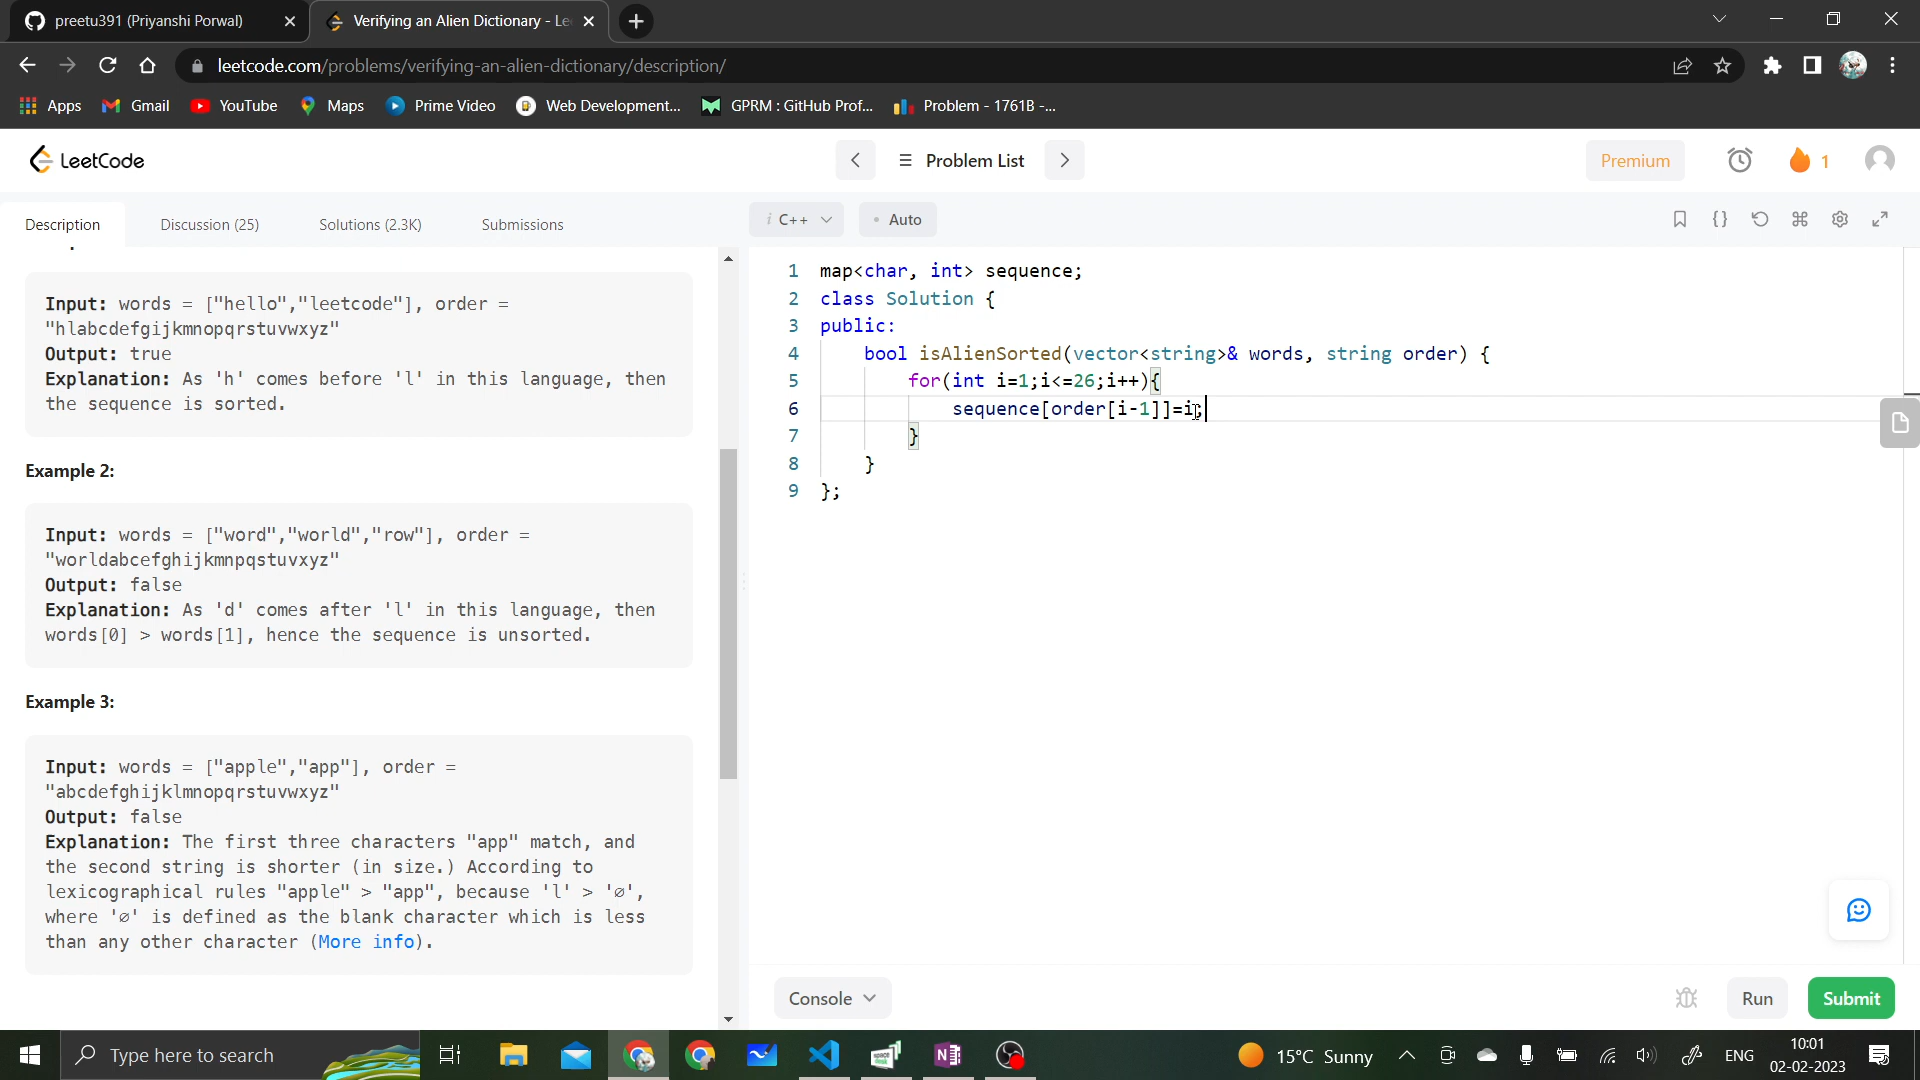 preetu391 (Priyanshi Porwal)
Verifying an Alien Dictionary - Le
leetcode.com/problems/verifying-an-alien-dictionary/description/
Apps Gmail YouTube Maps Prime Video Web Development... GPRM : GitHub Prof... Problem - 1761B -...
LeetCode
Problem List
Premium
1
Description Discussion (25) Solutions (2.3K) Submissions
Input: words = ["hello","leetcode"], order =
"hlabcdefgijkmnopqrstuvwxyz"
Output: true
Explanation: As 'h' comes before 'l' in this language, then
the sequence is sorted.
Example 2:
Input: words = ["word","world","row"], order =
"worldabcefghijkmnpqstuvxyz"
Output: false
Explanation: As 'd' comes after 'l' in this language, then
words[0] > words[1], hence the sequence is unsorted.
Example 3:
Input: words = ["apple","app"], order =
"abcdefghijklmnopqrstuvwxyz"
Output: false
Explanation: The first three characters "app" match, and
the second string is shorter (in size.) According to
lexicographical rules "apple" > "app", because 'l' > '∅',
where '∅' is defined as the blank character which is less
than any other character (More info).
i C++ • Auto
1 map<char, int> sequence;
2 class Solution {
3 public:
4 bool isAlienSorted(vector<string>& words, string order) {
5 for(int i=1;i<=26;i++){
6 sequence[order[i-1]]=i;
7 }
8 }
9 };
Console
Run
Submit
Type here to search
15°C Sunny
ENG
10:01
02-02-2023